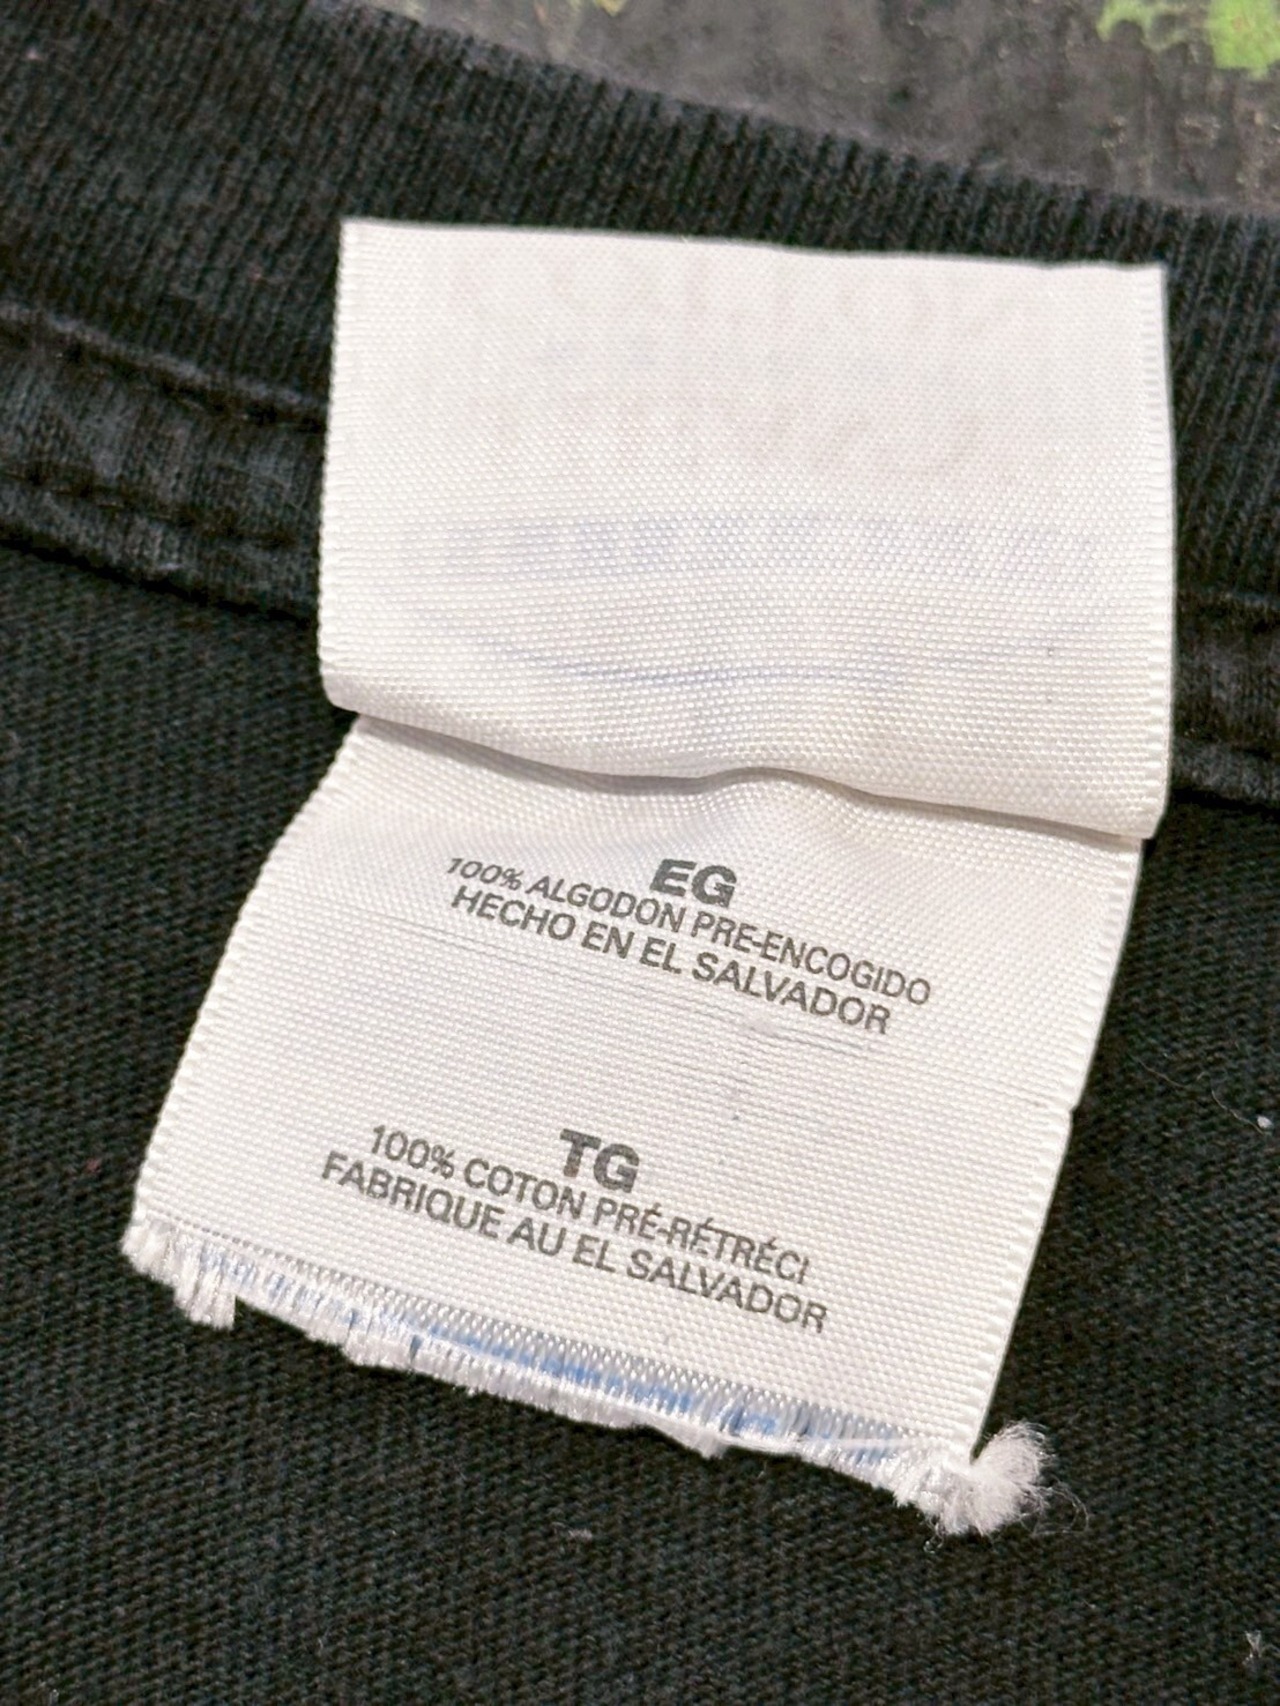 EG
100% ALGODON PRE-ENCOGIDO
HECHO EN EL SALVADOR
TG
100% COTON PRÉ-RÉTRÉCI
FABRIQUE AU EL SALVADOR